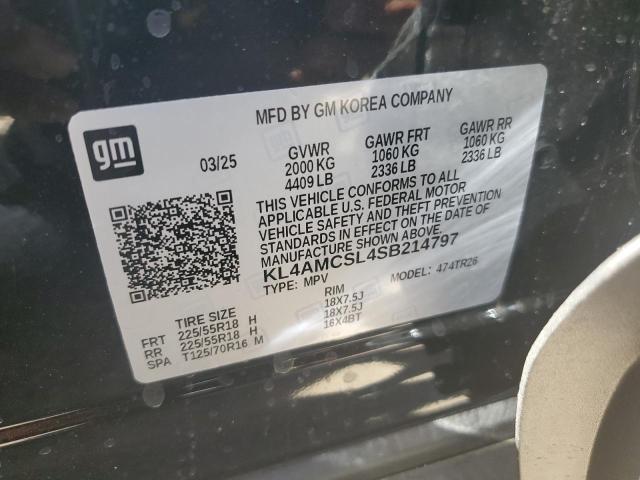 MFD BY GM KOREA COMPANY
gm
03/25
GVWR GAWR FRT GAWR RR
2000 KG 1060 KG 1060 KG
4409 LB 2336 LB 2336 LB
THIS VEHICLE CONFORMS TO ALL
APPLICABLE U.S. FEDERAL MOTOR
VEHICLE SAFETY AND THEFT PREVENTION
STANDARDS IN EFFECT ON THE DATE OF
MANUFACTURE SHOWN ABOVE.
KL4AMCSL4SB214797
TYPE: MPV MODEL: 474TR26
TIRE SIZE RIM
FRT 225/55R18 H 18X7.5J
RR 225/55R18 H 18X7.5J
SPA T125/70R16 M 16X4BT